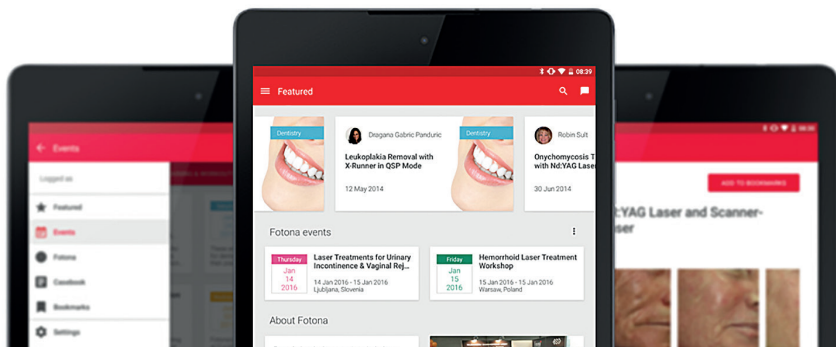 08:39
Featured
Dentistry
Dragana Gabric Panduric
Leukoplakia Removal with
X-Runner in QSP Mode
12 May 2014
Dentistry
Robin Sult
Onychomycosis T
with Nd:YAG Lase
30 Jun 2014
Fotona events
Thursday
Jan
14
2016
Laser Treatments for Urinary
Incontinence & Vaginal Rej...
14 Jan 2016 - 15 Jan 2016
Ljubljana, Slovenia
Friday
Jan
15
2016
Hemorrhoid Laser Treatment
Workshop
15 Jan 2016 - 15 Jan 2016
Warsaw, Poland
About Fotona
Events
Logged as
Featured
Events
Fotona
Casebook
Bookmarks
Settings
ADD TO BOOKMARKS
:YAG Laser and Scanner-
ser